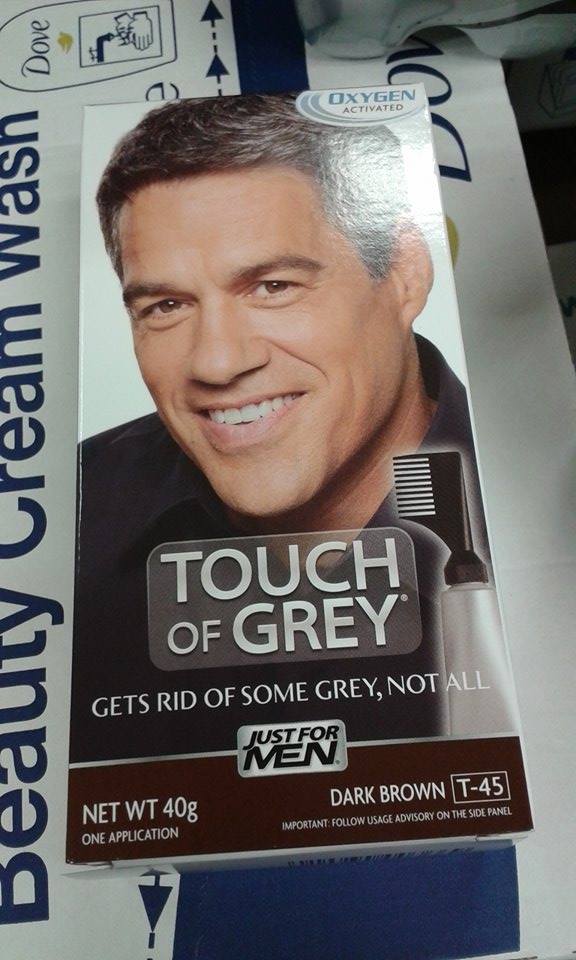 Dove
Beauty Cream Wash
Dov
OXYGEN
ACTIVATED
TOUCH
OF GREY®
GETS RID OF SOME GREY, NOT ALL
JUST FOR
MEN
NET WT 40g
ONE APPLICATION
DARK BROWN T-45
IMPORTANT: FOLLOW USAGE ADVISORY ON THE SIDE PANEL